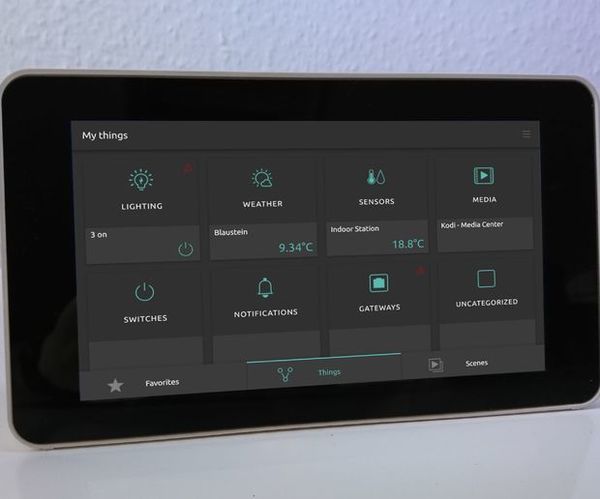 My things
LIGHTING
WEATHER
SENSORS
MEDIA
3 on
Blaustein
9.34°C
Indoor Station
18.8°C
Kodi - Media Center
SWITCHES
NOTIFICATIONS
GATEWAYS
UNCATEGORIZED
Favorites
Things
Scenes